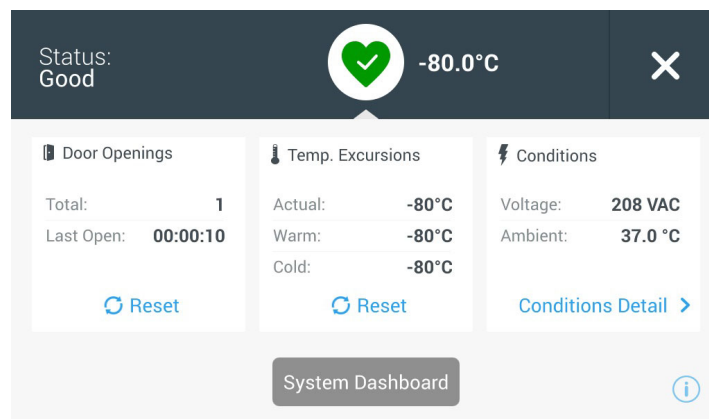 Status:
Good
-80.0°C
Door Openings
Total: 1
Last Open: 00:00:10
Reset
Temp. Excursions
Actual: -80°C
Warm: -80°C
Cold: -80°C
Reset
Conditions
Voltage: 208 VAC
Ambient: 37.0 °C
Conditions Detail
System Dashboard